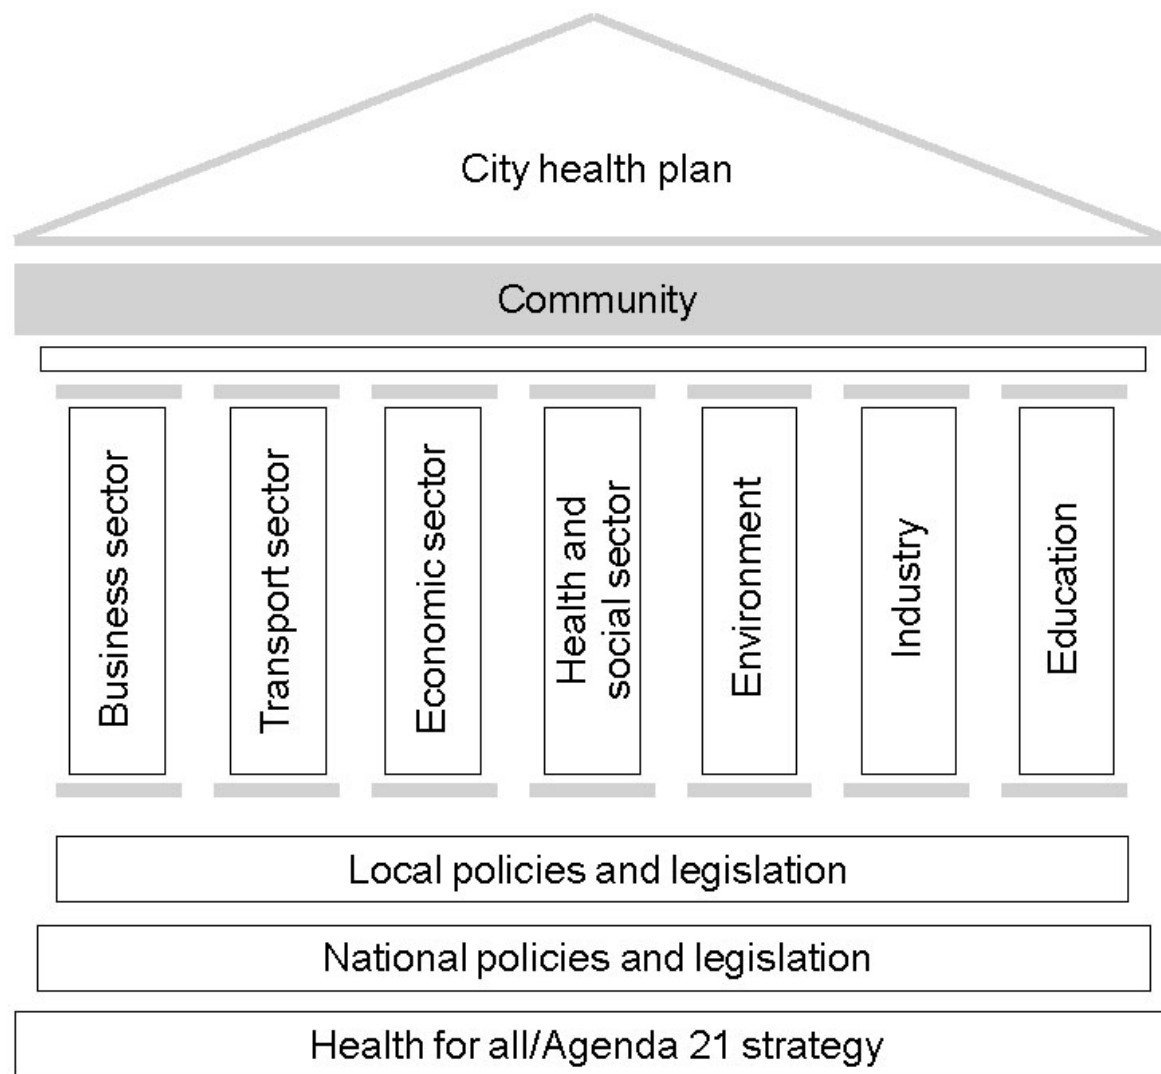 City health plan
Community
Business sector
Transport sector
Economic sector
Health and
social sector
Environment
Industry
Education
Local policies and legislation
National policies and legislation
Health for all/Agenda 21 strategy